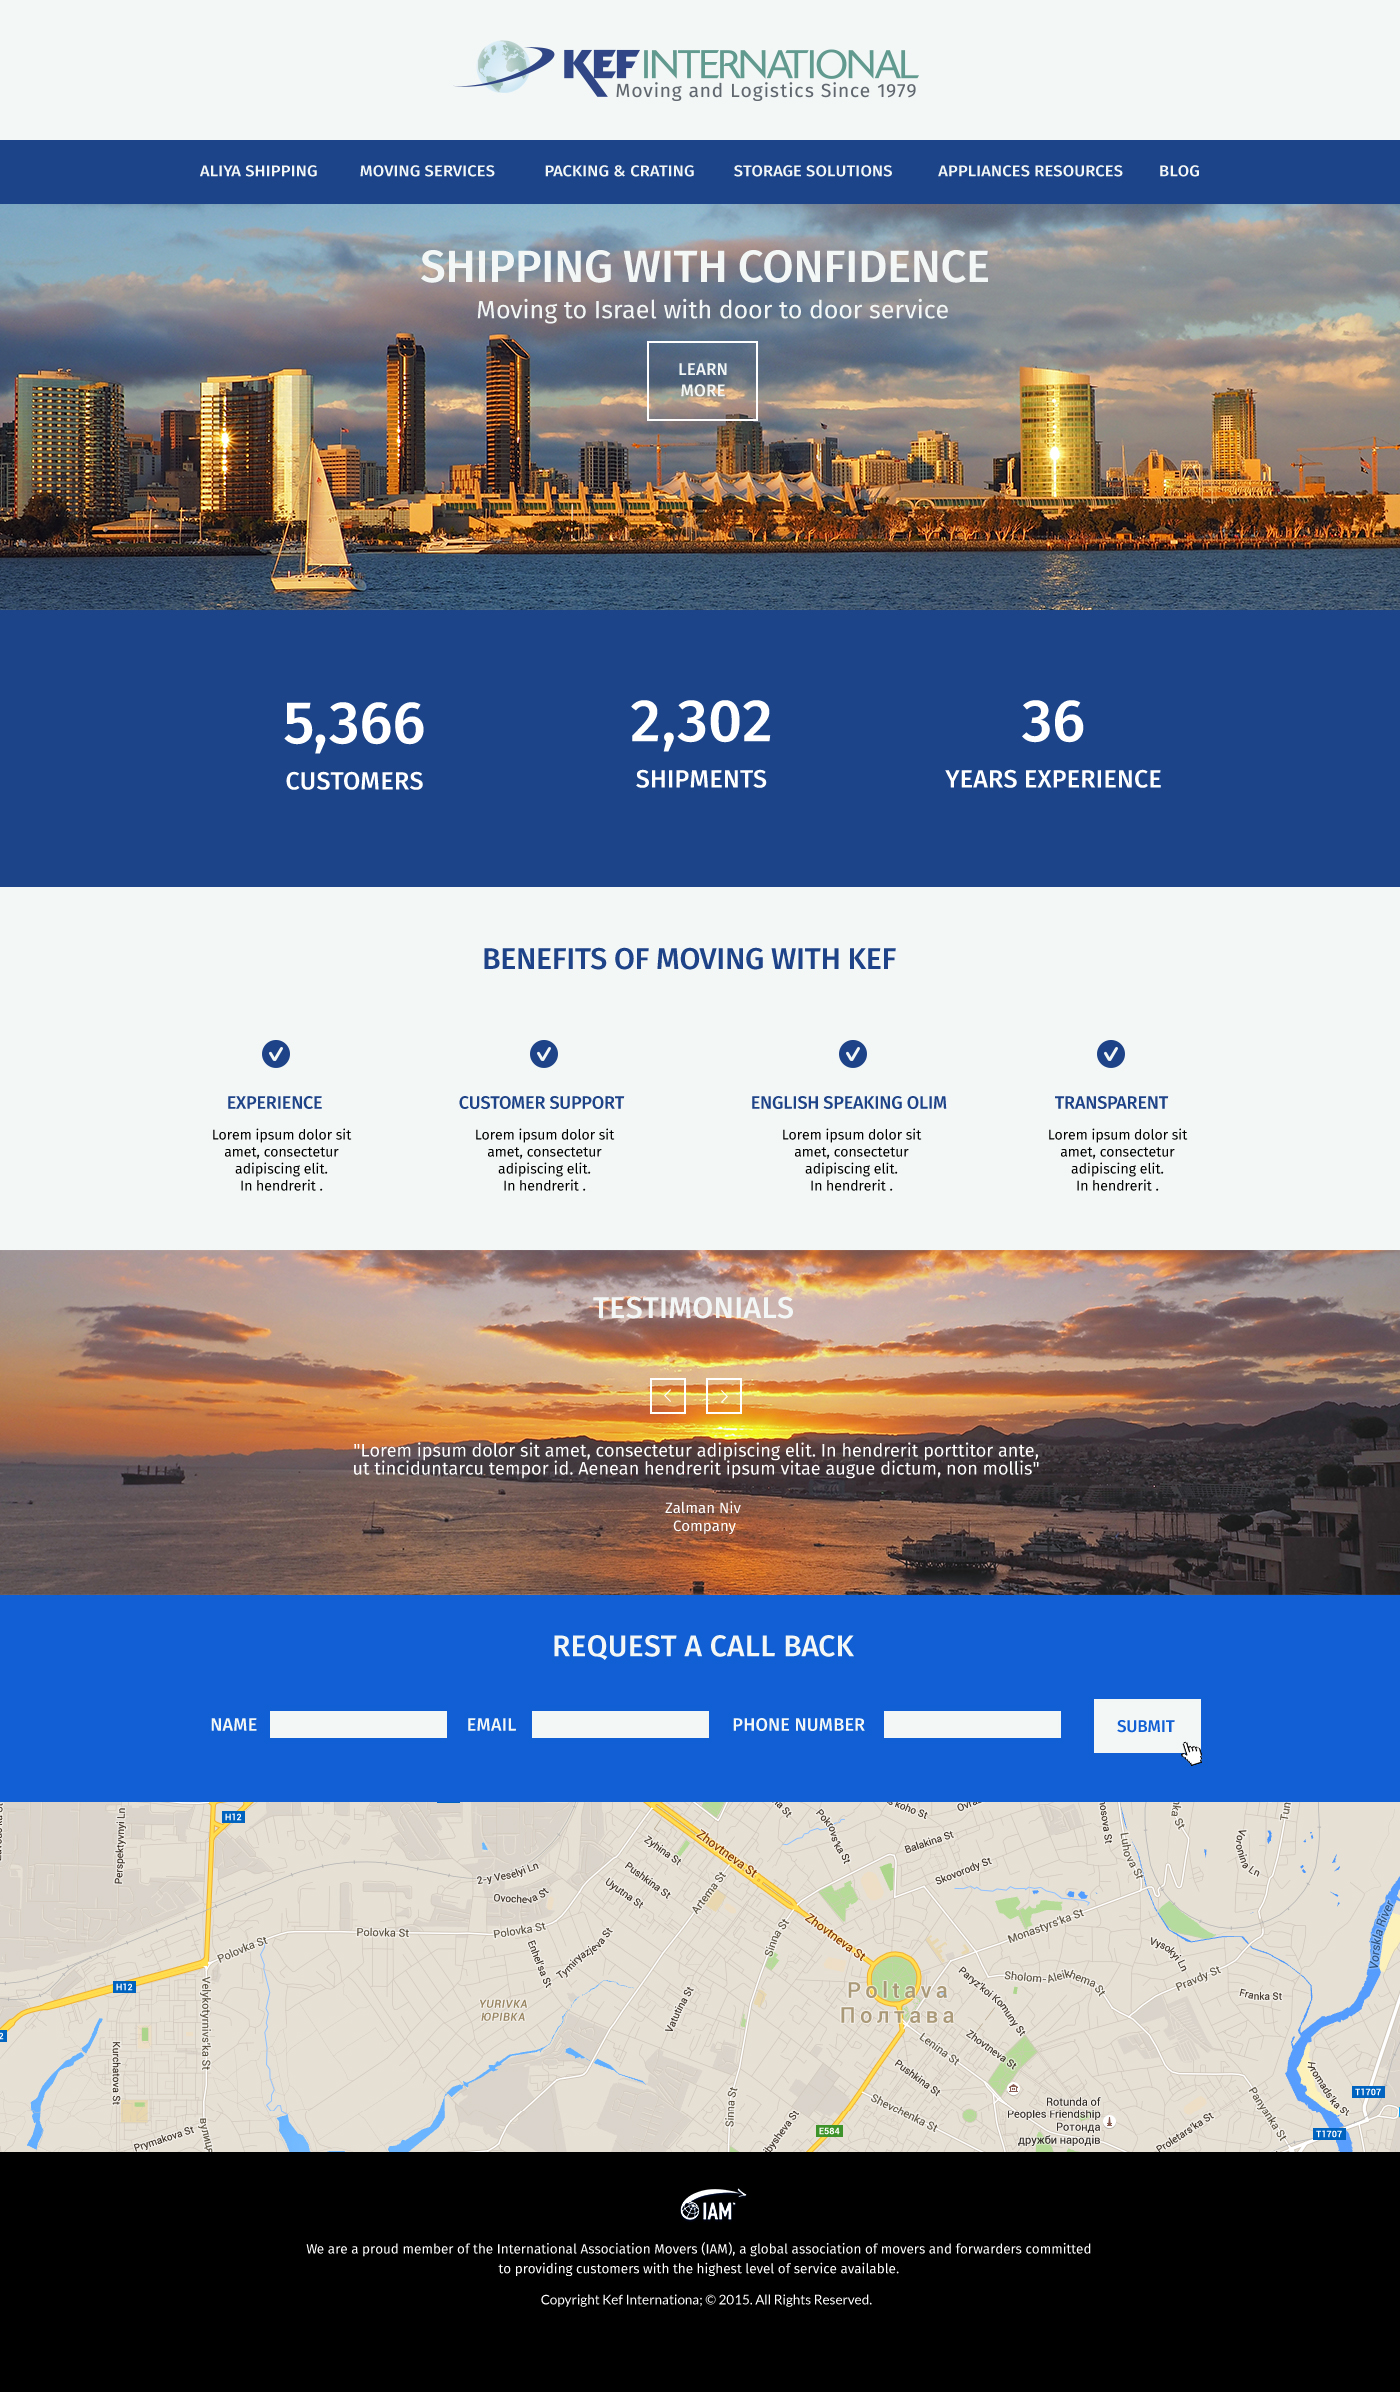 KEF INTERNATIONAL
Moving and Logistics Since 1979
ALIYA SHIPPING
MOVING SERVICES
PACKING & CRATING
STORAGE SOLUTIONS
APPLIANCES RESOURCES
BLOG
SHIPPING WITH CONFIDENCE
Moving to Israel with door to door service
LEARN
MORE
5,366
CUSTOMERS
2,302
SHIPMENTS
36
YEARS EXPERIENCE
BENEFITS OF MOVING WITH KEF
EXPERIENCE
Lorem ipsum dolor sit
amet, consectetur
adipiscing elit.
In hendrerit .
CUSTOMER SUPPORT
Lorem ipsum dolor sit
amet, consectetur
adipiscing elit.
In hendrerit .
ENGLISH SPEAKING OLIM
Lorem ipsum dolor sit
amet, consectetur
adipiscing elit.
In hendrerit .
TRANSPARENT
Lorem ipsum dolor sit
amet, consectetur
adipiscing elit.
In hendrerit .
TESTIMONIALS
"Lorem ipsum dolor sit amet, consectetur adipiscing elit. In hendrerit porttitor ante,
ut tinciduntarcu tempor id. Aenean hendrerit ipsum vitae augue dictum, non mollis"
Zalman Niv
Company
REQUEST A CALL BACK
NAME
EMAIL
PHONE NUMBER
SUBMIT
H12
Perspektyvnyi Ln
Zhovtneva St
Zyhina St
Pokrovs'ka St
Balakina St
Skovorody St
Luhova St
Voronina Ln
2-y Veselyi Ln
Ovocheva St
Pushkina St
Uyutna St
Artema St
Polovka St
Polovka St
Polovka St
Enhel'sa St
Tymiryazjeva St
Sinna St
Zhovtneva St
Monastyrs'ka St
Vysokyi Ln
Vorskla River
H12
Velykotyrnivs'ka St
YURIVKA
ЮРІВКА
Vatutina St
Poltava
Полтава
Paryz'koi Komuny St
Sholom-Aleikhema St
Pravdy St
Franka St
Kurchatova St
Lenina St
Zhovtneva St
Pushkina St
Shevchenka St
Sinna St
Prymakova St
E584
Rotunda of
Peoples Friendship
Ротонда
дружби народів
Proletars'ka St
Panyanka St
Hromads'ka St
T1707
T1707
IAM
We are a proud member of the International Association Movers (IAM), a global association of movers and forwarders committed
to providing customers with the highest level of service available.
Copyright Kef Internationa; © 2015. All Rights Reserved.